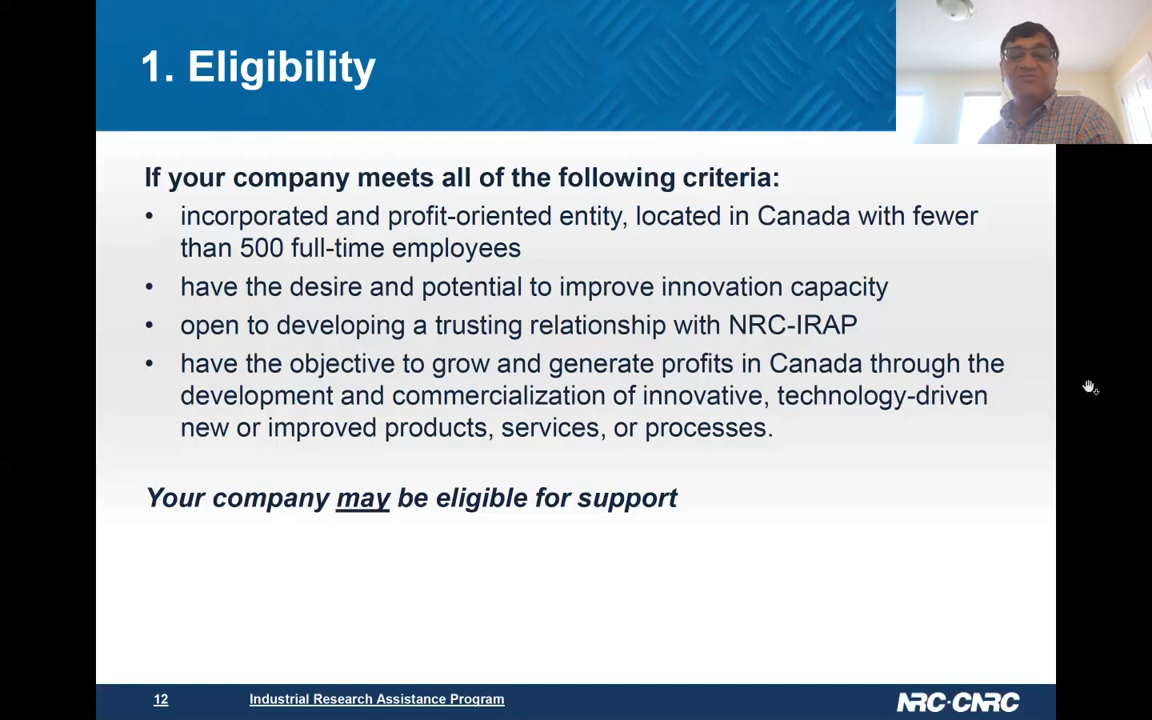 1. Eligibility
If your company meets all of the following criteria:
• incorporated and profit-oriented entity, located in Canada with fewer
than 500 full-time employees
• have the desire and potential to improve innovation capacity
• open to developing a trusting relationship with NRC-IRAP
• have the objective to grow and generate profits in Canada through the
development and commercialization of innovative, technology-driven
new or improved products, services, or processes.
Your company may be eligible for support
12 Industrial Research Assistance Program NRC·CNRC